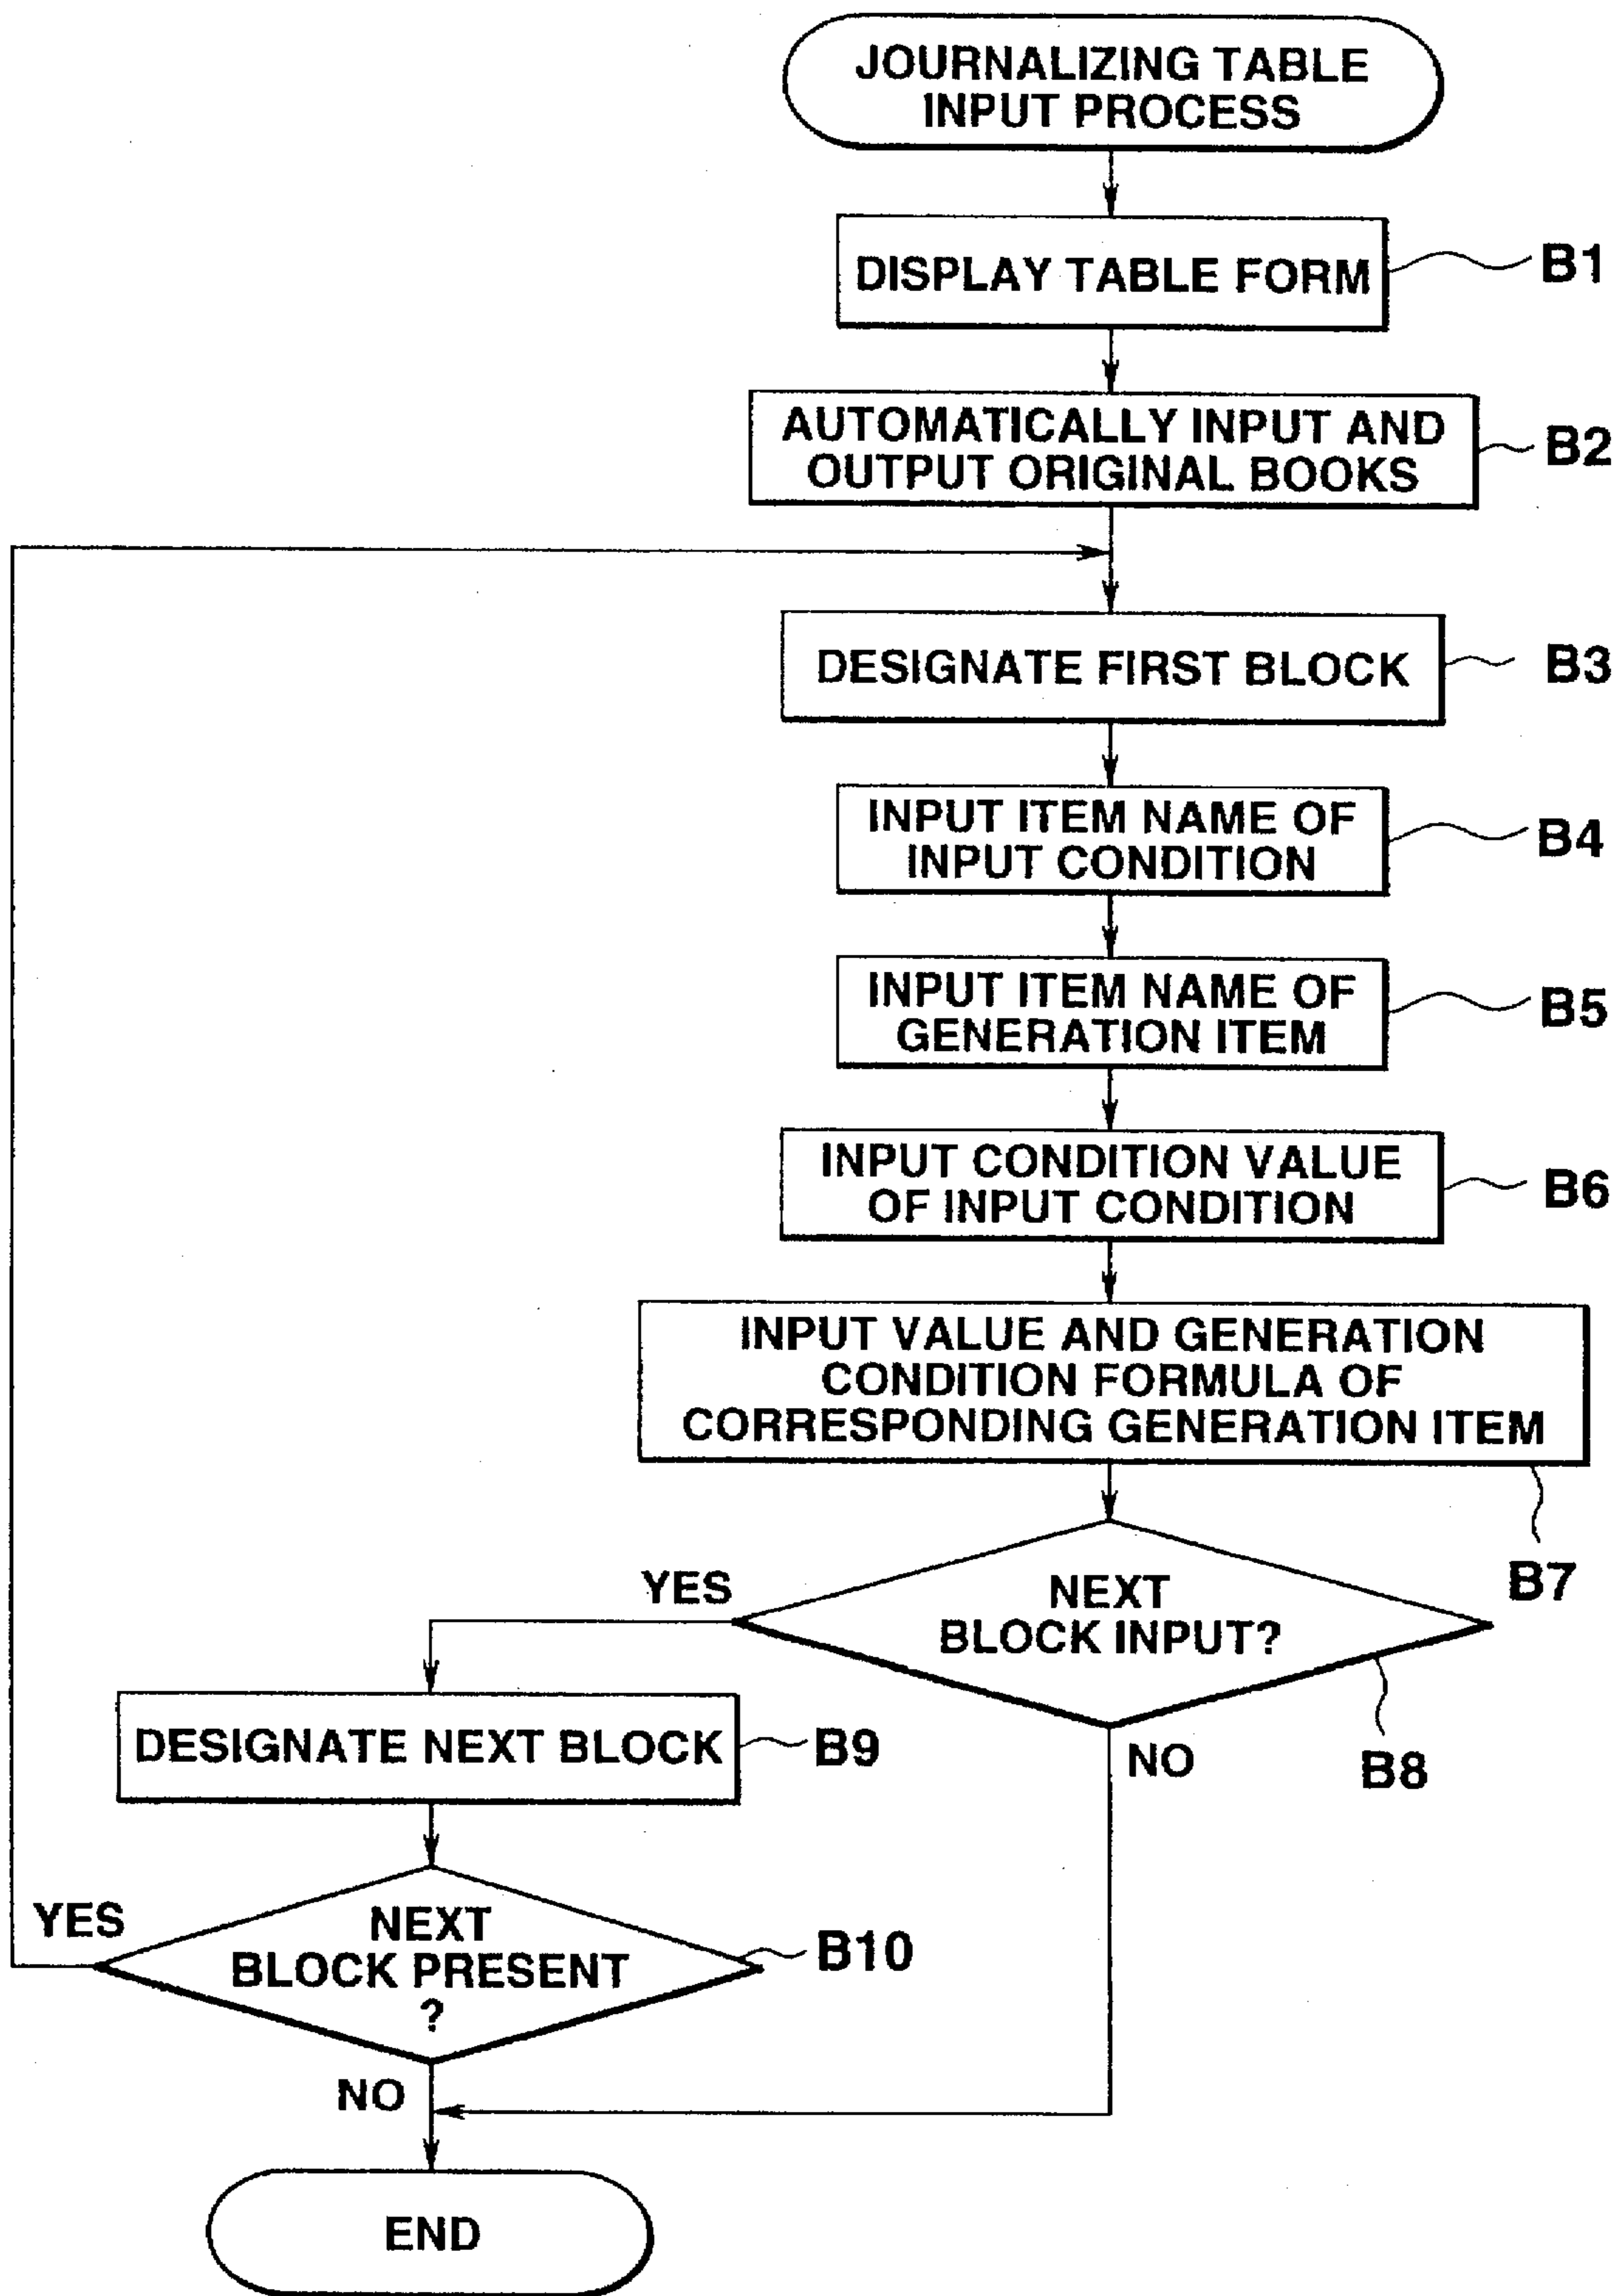 JOURNALIZING TABLE
INPUT PROCESS
DISPLAY TABLE FORM
B1
AUTOMATICALLY INPUT AND
OUTPUT ORIGINAL BOOKS
B2
DESIGNATE FIRST BLOCK
B3
INPUT ITEM NAME OF
INPUT CONDITION
B4
INPUT ITEM NAME OF
GENERATION ITEM
B5
INPUT CONDITION VALUE
OF INPUT CONDITION
B6
INPUT VALUE AND GENERATION
CONDITION FORMULA OF
CORRESPONDING GENERATION ITEM
B7
YES
NEXT
BLOCK INPUT?
B8
NO
DESIGNATE NEXT BLOCK
B9
YES
NEXT
BLOCK PRESENT
?
B10
NO
END